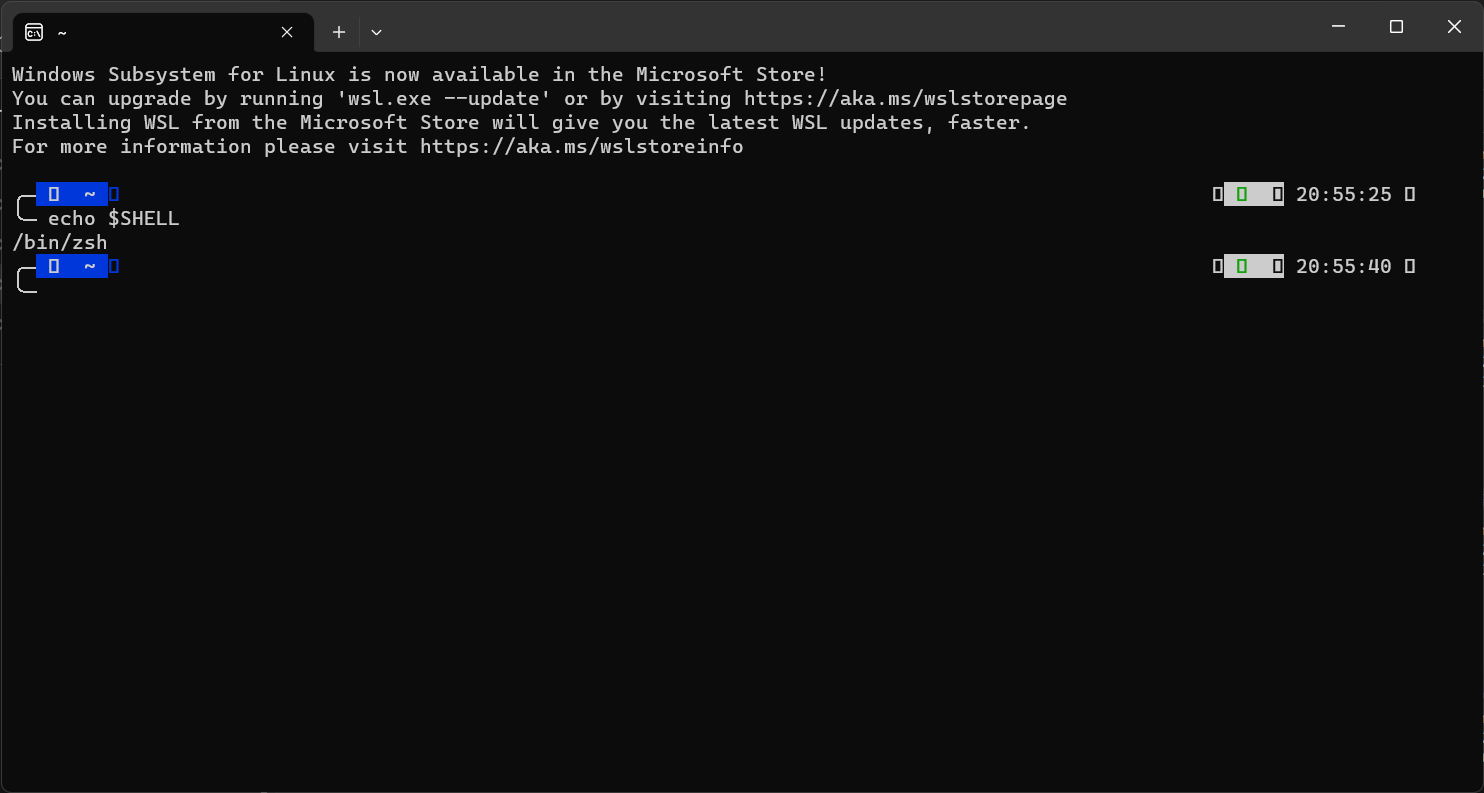 ~
Windows Subsystem for Linux is now available in the Microsoft Store!
You can upgrade by running 'wsl.exe --update' or by visiting https://aka.ms/wslstorepage
Installing WSL from the Microsoft Store will give you the latest WSL updates, faster.
For more information please visit https://aka.ms/wslstoreinfo
~ 20:55:25
echo $SHELL
/bin/zsh
~ 20:55:40